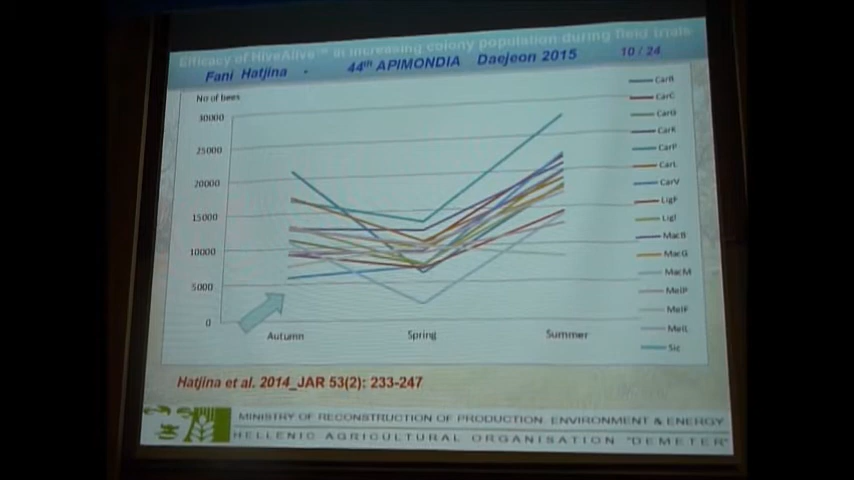 Efficacy of HiveAlive™ in increasing colony population during field trials
Fani Hatjina - 44th APIMONDIA Daejeon 2015 10 / 24
No of bees
30000
25000
20000
15000
10000
5000
0
Autumn Spring Summer
CarB
CarC
CarG
CarK
CarP
CarL
CarV
LigF
LigI
MacB
MacG
MacM
MelP
MelF
MelL
Sic
Hatjina et al. 2014_JAR 53(2): 233-247
MINISTRY OF RECONSTRUCTION OF PRODUCTION, ENVIRONMENT & ENERGY
HELLENIC AGRICULTURAL ORGANISATION "DEMETER"